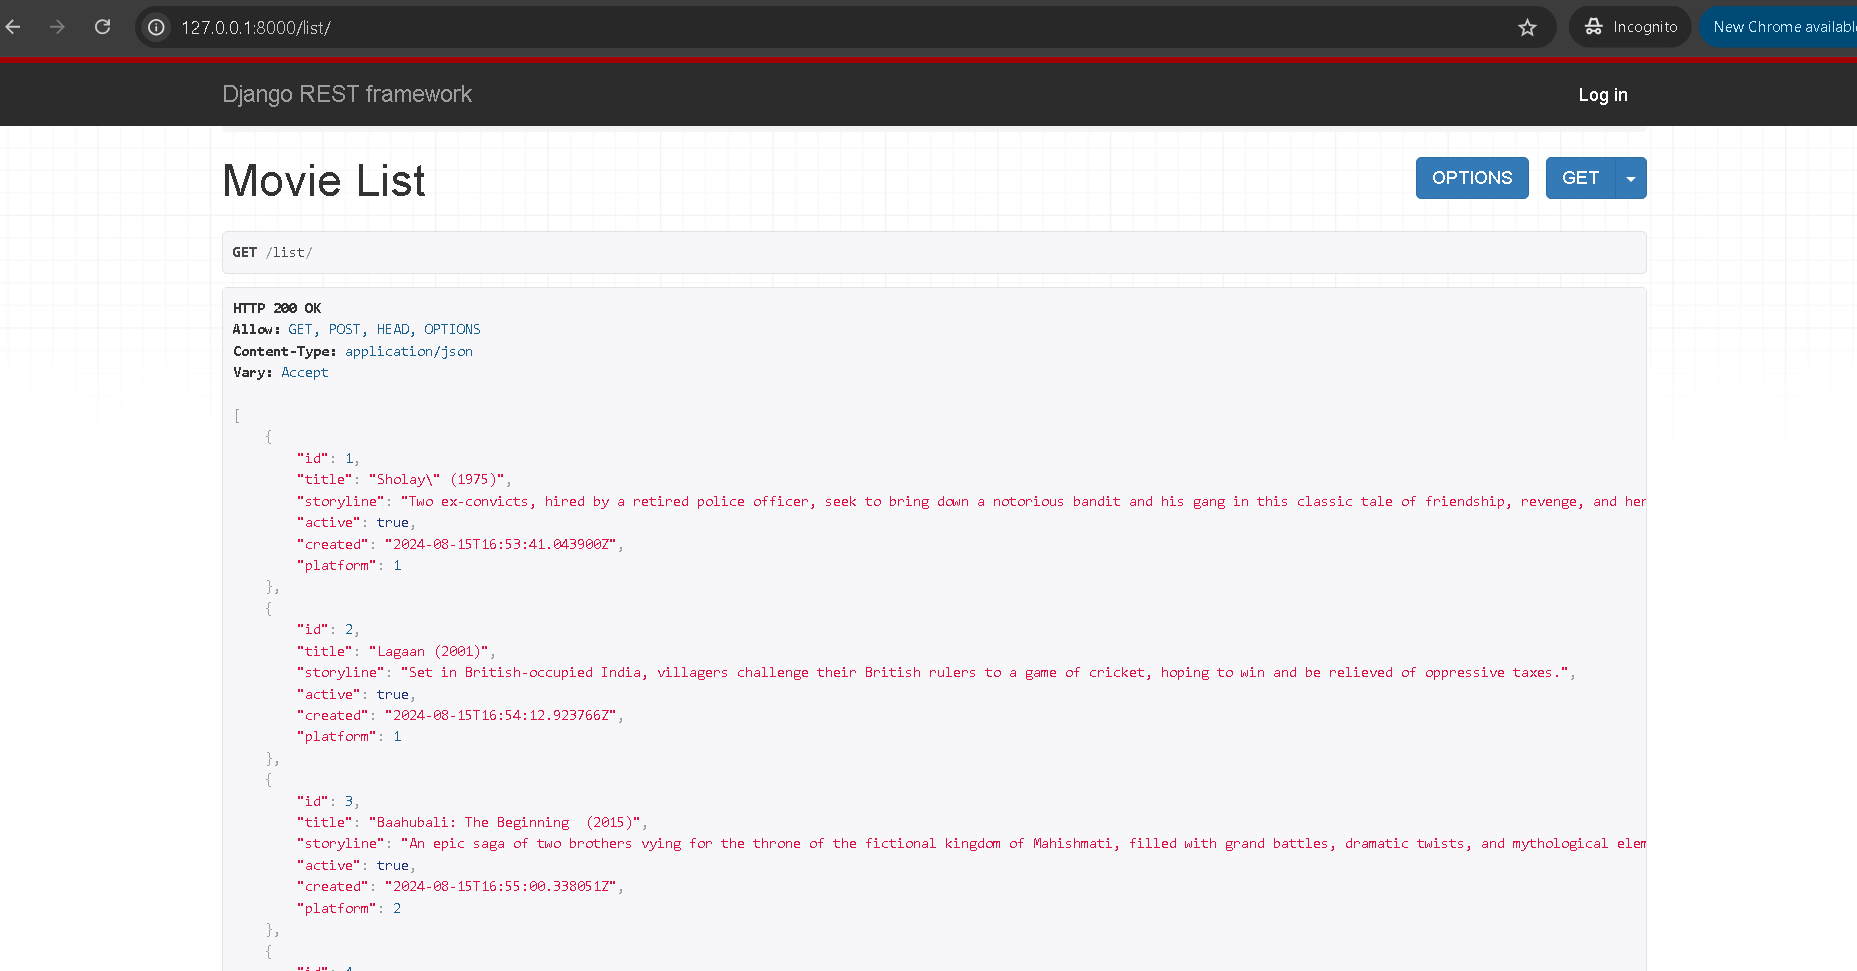 127.0.0.1:8000/list/
Incognito
New Chrome available
Django REST framework
Log in
Movie List
OPTIONS
GET
GET /list/
HTTP 200 OK
Allow: GET, POST, HEAD, OPTIONS
Content-Type: application/json
Vary: Accept
[
{
"id": 1,
"title": "Sholay\" (1975)",
"storyline": "Two ex-convicts, hired by a retired police officer, seek to bring down a notorious bandit and his gang in this classic tale of friendship, revenge, and her
"active": true,
"created": "2024-08-15T16:53:41.043900Z",
"platform": 1
},
{
"id": 2,
"title": "Lagaan (2001)",
"storyline": "Set in British-occupied India, villagers challenge their British rulers to a game of cricket, hoping to win and be relieved of oppressive taxes.",
"active": true,
"created": "2024-08-15T16:54:12.923766Z",
"platform": 1
},
{
"id": 3,
"title": "Baahubali: The Beginning  (2015)",
"storyline": "An epic saga of two brothers vying for the throne of the fictional kingdom of Mahishmati, filled with grand battles, dramatic twists, and mythological elem
"active": true,
"created": "2024-08-15T16:55:00.338051Z",
"platform": 2
},
{
"id": 4